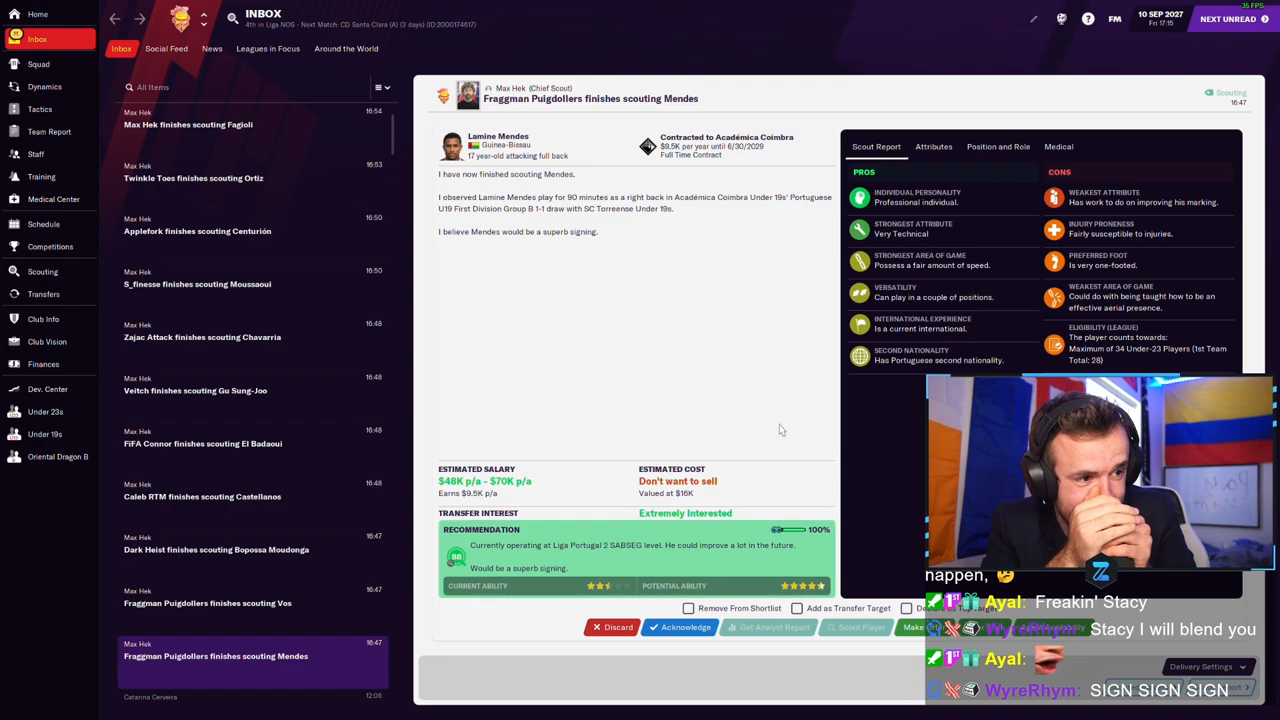 Home
Inbox
11
Squad
Dynamics
Tactics
Team Report
Staff
Training
Medical Center
Schedule
Competitions
Scouting
Transfers
Club Info
Club Vision
Finances
Dev. Center
Under 23s
Under 19s
Oriental Dragon B
INBOX
4th in Liga NOS - Next Match: CD Santa Clara (A) (3 days) (ID:2000174817)
FM
36 FPS
10 SEP 2027
Fri 17:15
NEXT UNREAD
Inbox
Social Feed
News
Leagues in Focus
Around the World
All Items
Max Hek
16:54
Max Hek finishes scouting Fagioli
Max Hek
16:53
Twinkle Toes finishes scouting Ortiz
Max Hek
16:50
Applefork finishes scouting Centurión
Max Hek
16:50
S_finesse finishes scouting Moussaoui
Max Hek
16:48
Zajac Attack finishes scouting Chavarria
Max Hek
16:48
Veitch finishes scouting Gu Sung-Joo
Max Hek
16:48
FiFA Connor finishes scouting El Badaoui
Max Hek
16:48
Caleb RTM finishes scouting Castellanos
Max Hek
16:47
Dark Heist finishes scouting Bopossa Moudonga
Max Hek
16:47
Fraggman Puigdollers finishes scouting Vos
Max Hek
16:47
Fraggman Puigdollers finishes scouting Mendes
Catarina Cerveira
12:06
Max Hek (Chief Scout)
Fraggman Puigdollers finishes scouting Mendes
Scouting
16:47
Lamine Mendes
Guinea-Bissau
17 year-old attacking full back
Contracted to Académica Coimbra
$9.5K per year until 6/30/2029
Full Time Contract
I have now finished scouting Mendes.
I observed Lamine Mendes play for 90 minutes as a right back in Académica Coimbra Under 19s' Portuguese
U19 First Division Group B 1-1 draw with SC Torreense Under 19s.
I believe Mendes would be a superb signing.
ESTIMATED SALARY
$48K p/a - $70K p/a
Earns $9.5K p/a
ESTIMATED COST
Don't want to sell
Valued at $16K
TRANSFER INTEREST
Extremely Interested
RECOMMENDATION
100%
88
Currently operating at Liga Portugal 2 SABSEG level. He could improve a lot in the future.
Would be a superb signing.
CURRENT ABILITY
POTENTIAL ABILITY
Remove From Shortlist
Add as Transfer Target
Discard
Acknowledge
Get Analyst Report
Scout Player
Delivery Settings
Scout Report
Attributes
Position and Role
Medical
PROS
INDIVIDUAL PERSONALITY
Professional individual.
STRONGEST ATTRIBUTE
Very Technical
STRONGEST AREA OF GAME
Possess a fair amount of speed.
VERSATILITY
Can play in a couple of positions.
INTERNATIONAL EXPERIENCE
Is a current international.
SECOND NATIONALITY
Has Portuguese second nationality.
CONS
WEAKEST ATTRIBUTE
Has work to do on improving his marking.
INJURY PRONENESS
Fairly susceptible to injuries.
PREFERRED FOOT
Is very one-footed.
WEAKEST AREA OF GAME
Could do with being taught how to be an
effective aerial presence.
ELIGIBILITY (LEAGUE)
The player counts towards:
Maximum of 34 Under-23 Players (1st Team
Total: 28)
happen, 🤔
Ayal: Freakin' Stacy
WyreRhym: Stacy I will blend you
Ayal:
WyreRhym: SIGN SIGN SIGN